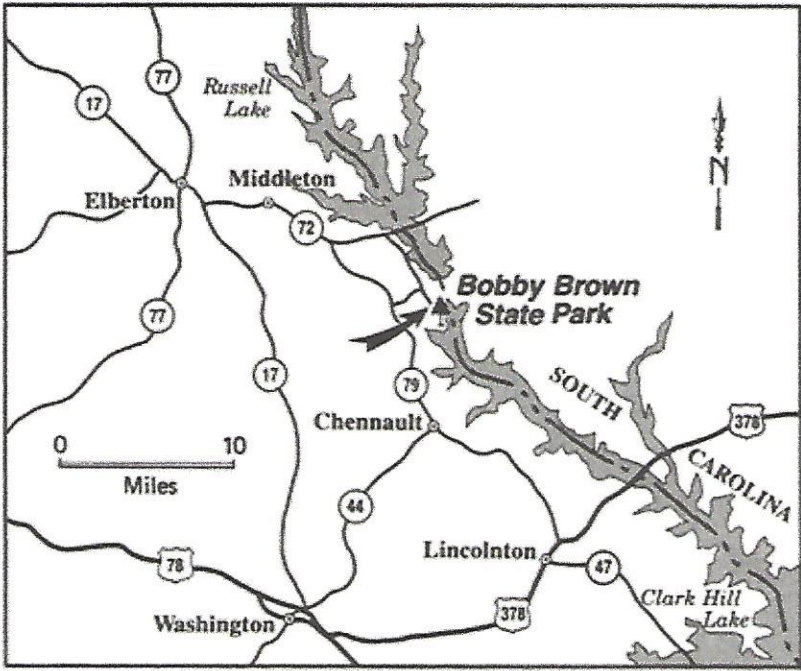 77
17
Russell
Lake
N
Elberton
Middleton
72
Bobby Brown
State Park
77
17
79
SOUTH
CAROLINA
378
Chennault
0 10
Miles
44
78
Lincolnton
47
Clark Hill
Lake
378
Washington